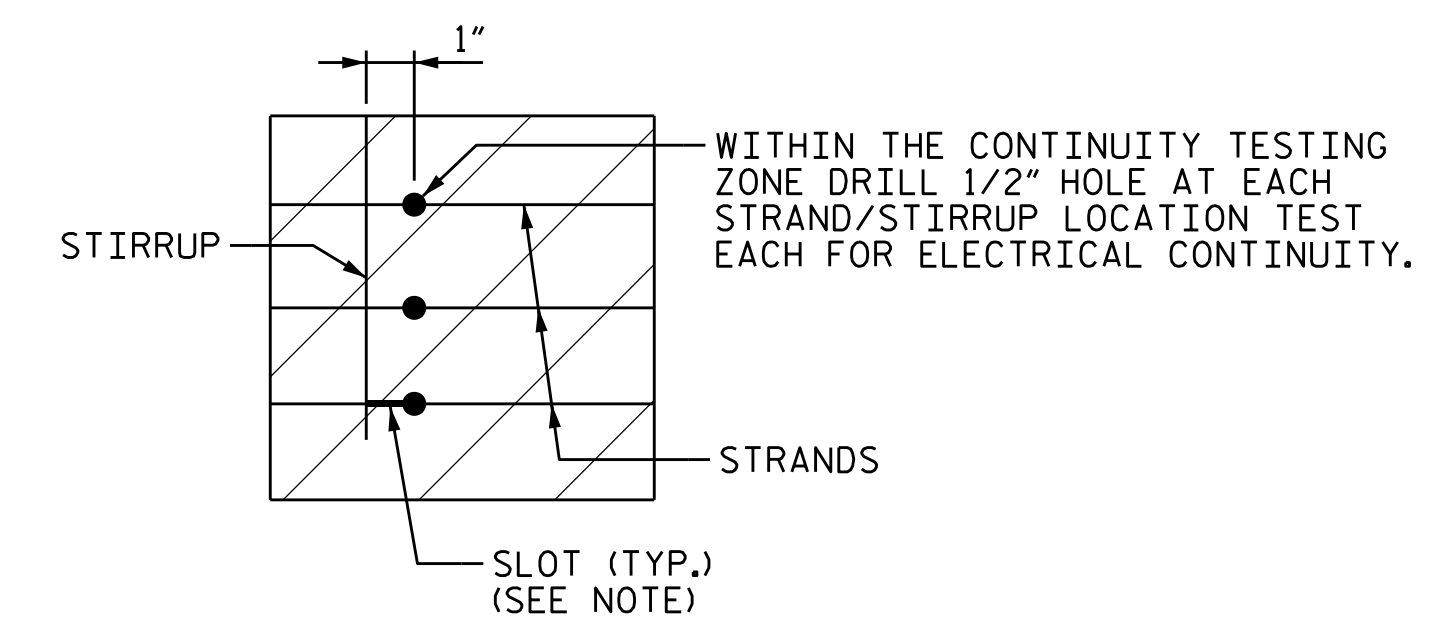 1"
WITHIN THE CONTINUITY TESTING
ZONE DRILL 1/2" HOLE AT EACH
STRAND/STIRRUP LOCATION TEST
EACH FOR ELECTRICAL CONTINUITY.
STIRRUP
STRANDS
SLOT (TYP.)
(SEE NOTE)